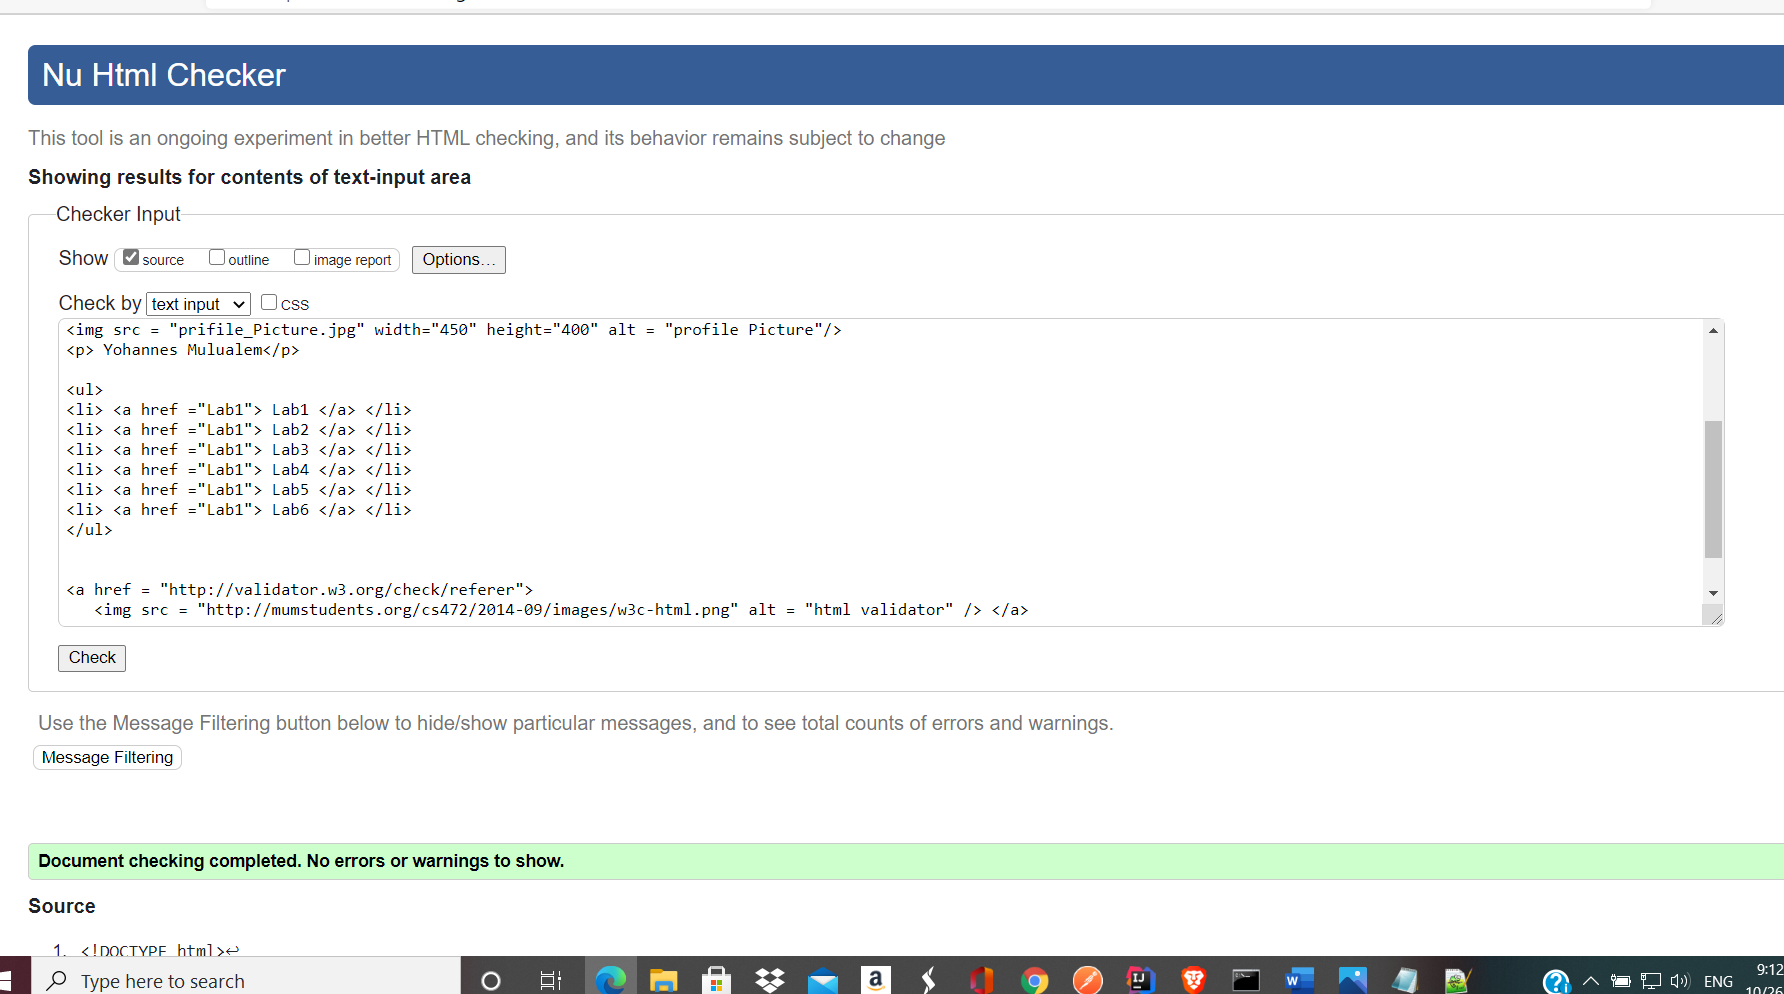 Nu Html Checker
This tool is an ongoing experiment in better HTML checking, and its behavior remains subject to change
Showing results for contents of text-input area
Checker Input
Show source outline image report Options...
Check by text input CSS
<img src = "prifile_Picture.jpg" width="450" height="400" alt = "profile Picture"/>
<p> Yohannes Mulualem</p>
<ul>
<li> <a href ="Lab1"> Lab1 </a> </li>
<li> <a href ="Lab1"> Lab2 </a> </li>
<li> <a href ="Lab1"> Lab3 </a> </li>
<li> <a href ="Lab1"> Lab4 </a> </li>
<li> <a href ="Lab1"> Lab5 </a> </li>
<li> <a href ="Lab1"> Lab6 </a> </li>
</ul>
<a href = "http://validator.w3.org/check/referer">
<img src = "http://mumstudents.org/cs472/2014-09/images/w3c-html.png" alt = "html validator" /> </a>
Check
Use the Message Filtering button below to hide/show particular messages, and to see total counts of errors and warnings.
Message Filtering
Document checking completed. No errors or warnings to show.
Source
1. <!DOCTYPE html>↩
Type here to search
ENG
9:12
10/26